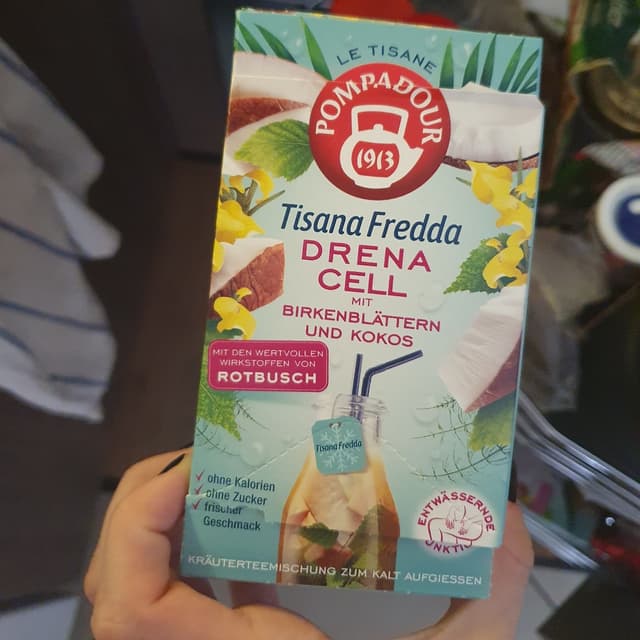 LE TISANE
POMPADOUR
1913
Tisana Fredda
DRENA
CELL
MIT
BIRKENBLÄTTERN
UND KOKOS
MIT DEN WERTVOLLEN
WIRKSTOFFEN VON
ROTBUSCH
Tisana Fredda
ohne Kalorien
ohne Zucker
frischer
Geschmack
ENTWÄSSERNDE
KRÄUTERTEEMISCHUNG ZUM KALT AUFGIESSEN